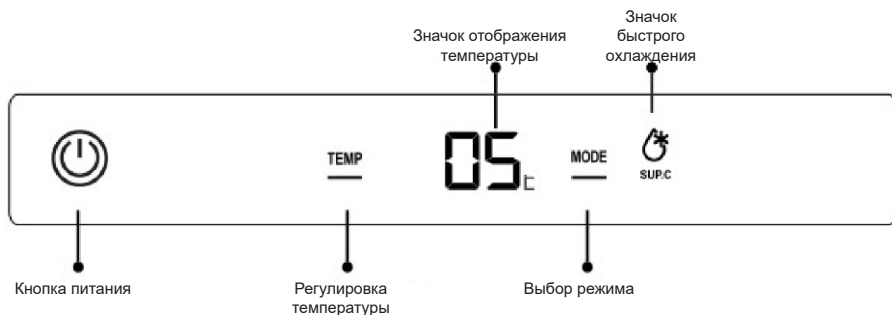 Значок отображения
температуры
Значок
быстрого
охлаждения
TEMP
05℃
MODE
SUP.C
Кнопка питания
Регулировка
температуры
Выбор режима